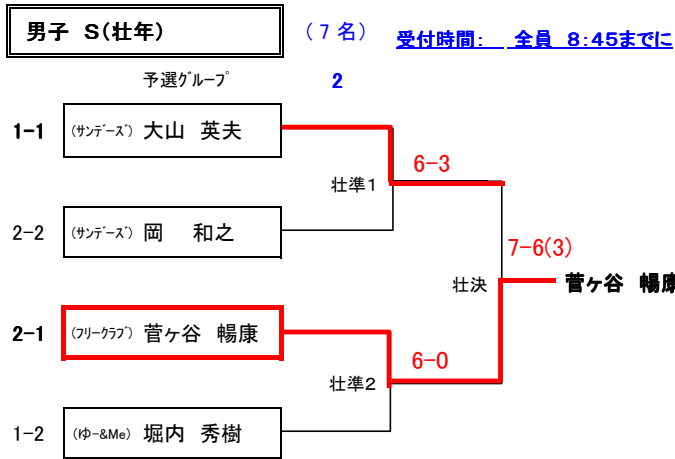 男子 S(壮年)
(7名)
受付時間: 全員 8:45までに
予選グループ 2
1-1 (サンデーズ) 大山 英夫
6-3
壮準1
2-2 (サンデーズ) 岡 和之
7-6(3)
壮決 菅ヶ谷 暢康
2-1 (フリークラブ) 菅ヶ谷 暢康
6-0
壮準2
1-2 (ゆ-&Me) 堀内 秀樹